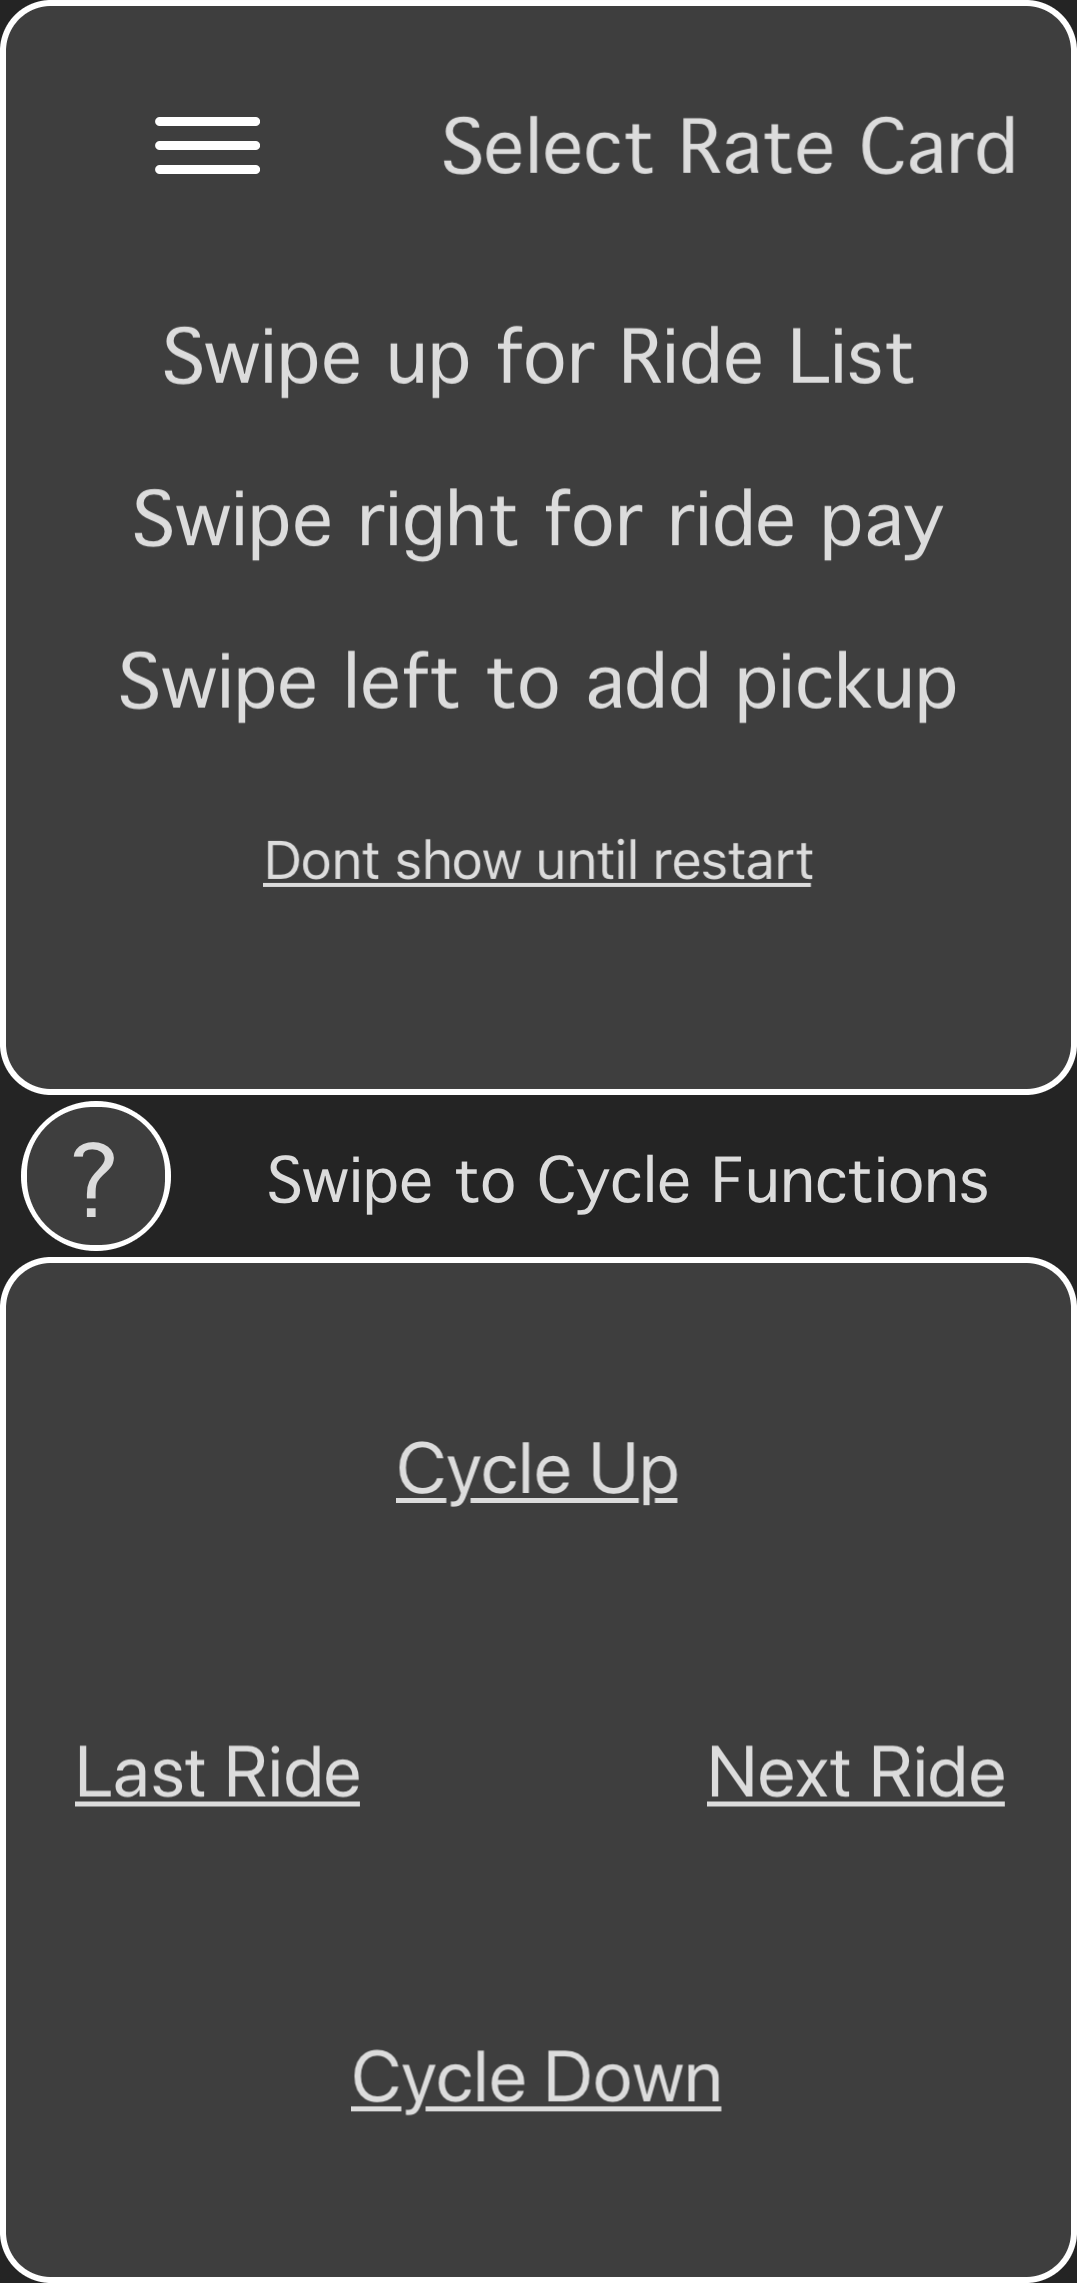 Select Rate Card
Swipe up for Ride List
Swipe right for ride pay
Swipe left to add pickup
Dont show until restart
?
Swipe to Cycle Functions
Cycle Up
Last Ride
Next Ride
Cycle Down